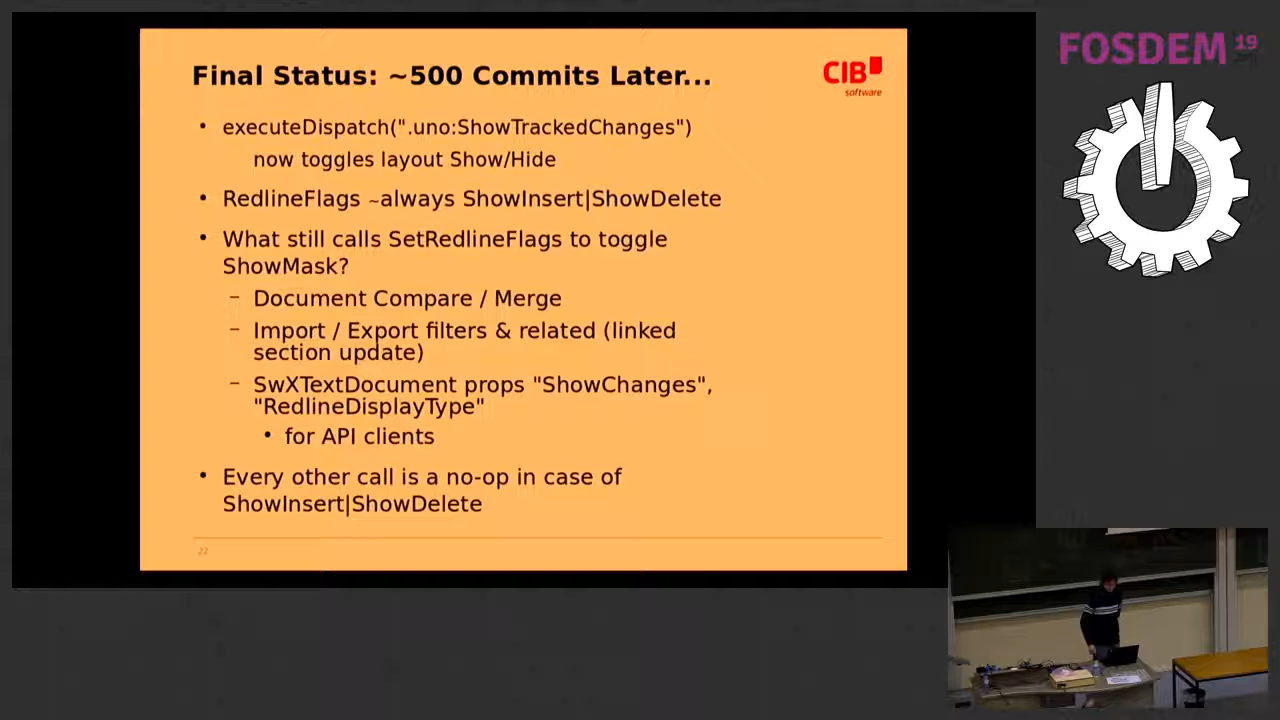 Final Status: ~500 Commits Later...
CIB
software
• executeDispatch(".uno:ShowTrackedChanges")
now toggles layout Show/Hide
• RedlineFlags ~always ShowInsert|ShowDelete
• What still calls SetRedlineFlags to toggle
ShowMask?
– Document Compare / Merge
– Import / Export filters & related (linked
section update)
– SwXTextDocument props "ShowChanges",
"RedlineDisplayType"
• for API clients
• Every other call is a no-op in case of
ShowInsert|ShowDelete
22
FOSDEM 19